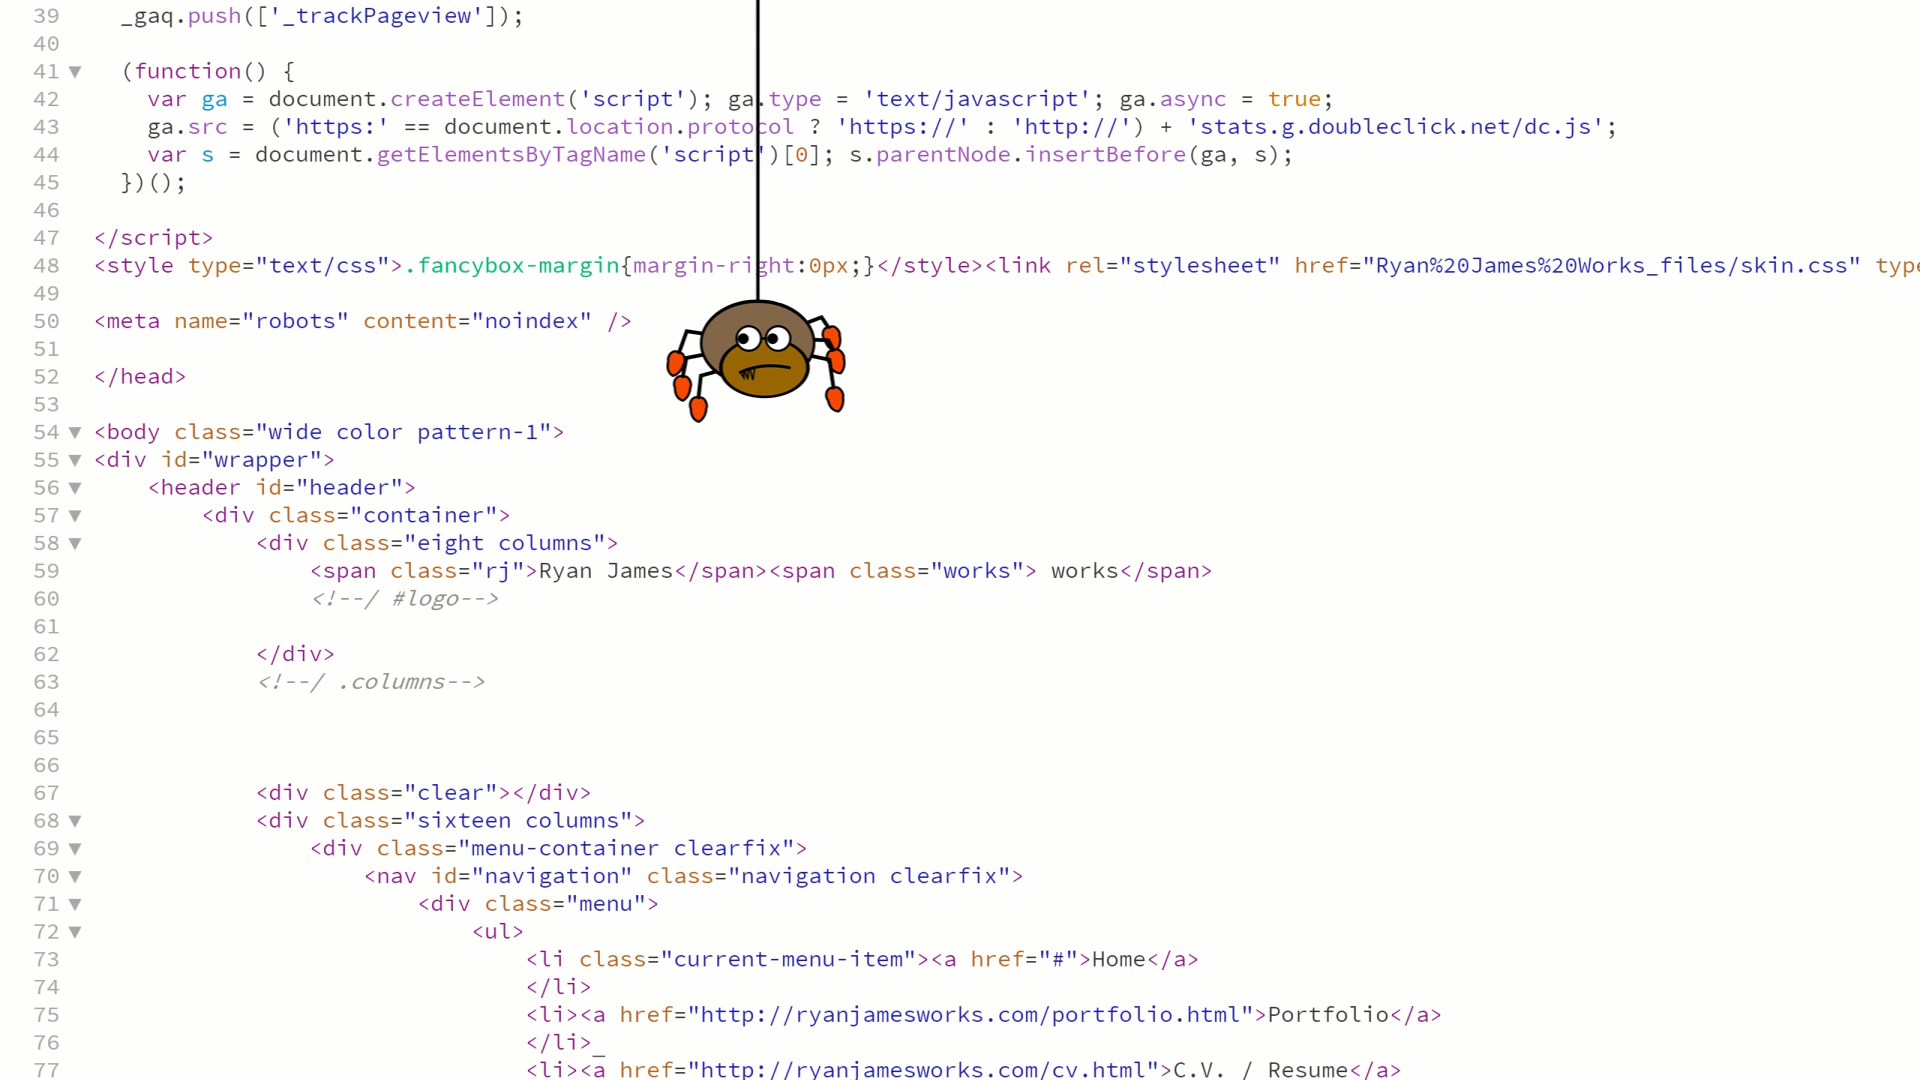 39 _gaq.push(['_trackPageview']);
40
41 (function() {
42 var ga = document.createElement('script'); ga.type = 'text/javascript'; ga.async = true;
43 ga.src = ('https:' == document.location.protocol ? 'https://' : 'http://') + 'stats.g.doubleclick.net/dc.js';
44 var s = document.getElementsByTagName('script')[0]; s.parentNode.insertBefore(ga, s);
45 })();
46
47 </script>
48 <style type="text/css">.fancybox-margin{margin-right:0px;}</style><link rel="stylesheet" href="Ryan%20James%20Works_files/skin.css" type
49
50 <meta name="robots" content="noindex" />
51
52 </head>
53
54 <body class="wide color pattern-1">
55 <div id="wrapper">
56 <header id="header">
57 <div class="container">
58 <div class="eight columns">
59 <span class="rj">Ryan James</span><span class="works"> works</span>
60 <!--/ #logo-->
61
62 </div>
63 <!--/ .columns-->
64
65
66
67 <div class="clear"></div>
68 <div class="sixteen columns">
69 <div class="menu-container clearfix">
70 <nav id="navigation" class="navigation clearfix">
71 <div class="menu">
72 <ul>
73 <li class="current-menu-item"><a href="#">Home</a>
74 </li>
75 <li><a href="http://ryanjamesworks.com/portfolio.html">Portfolio</a>
76 </li>_
77 <li><a href="http://ryanjamesworks.com/cv.html">C.V. / Resume</a>